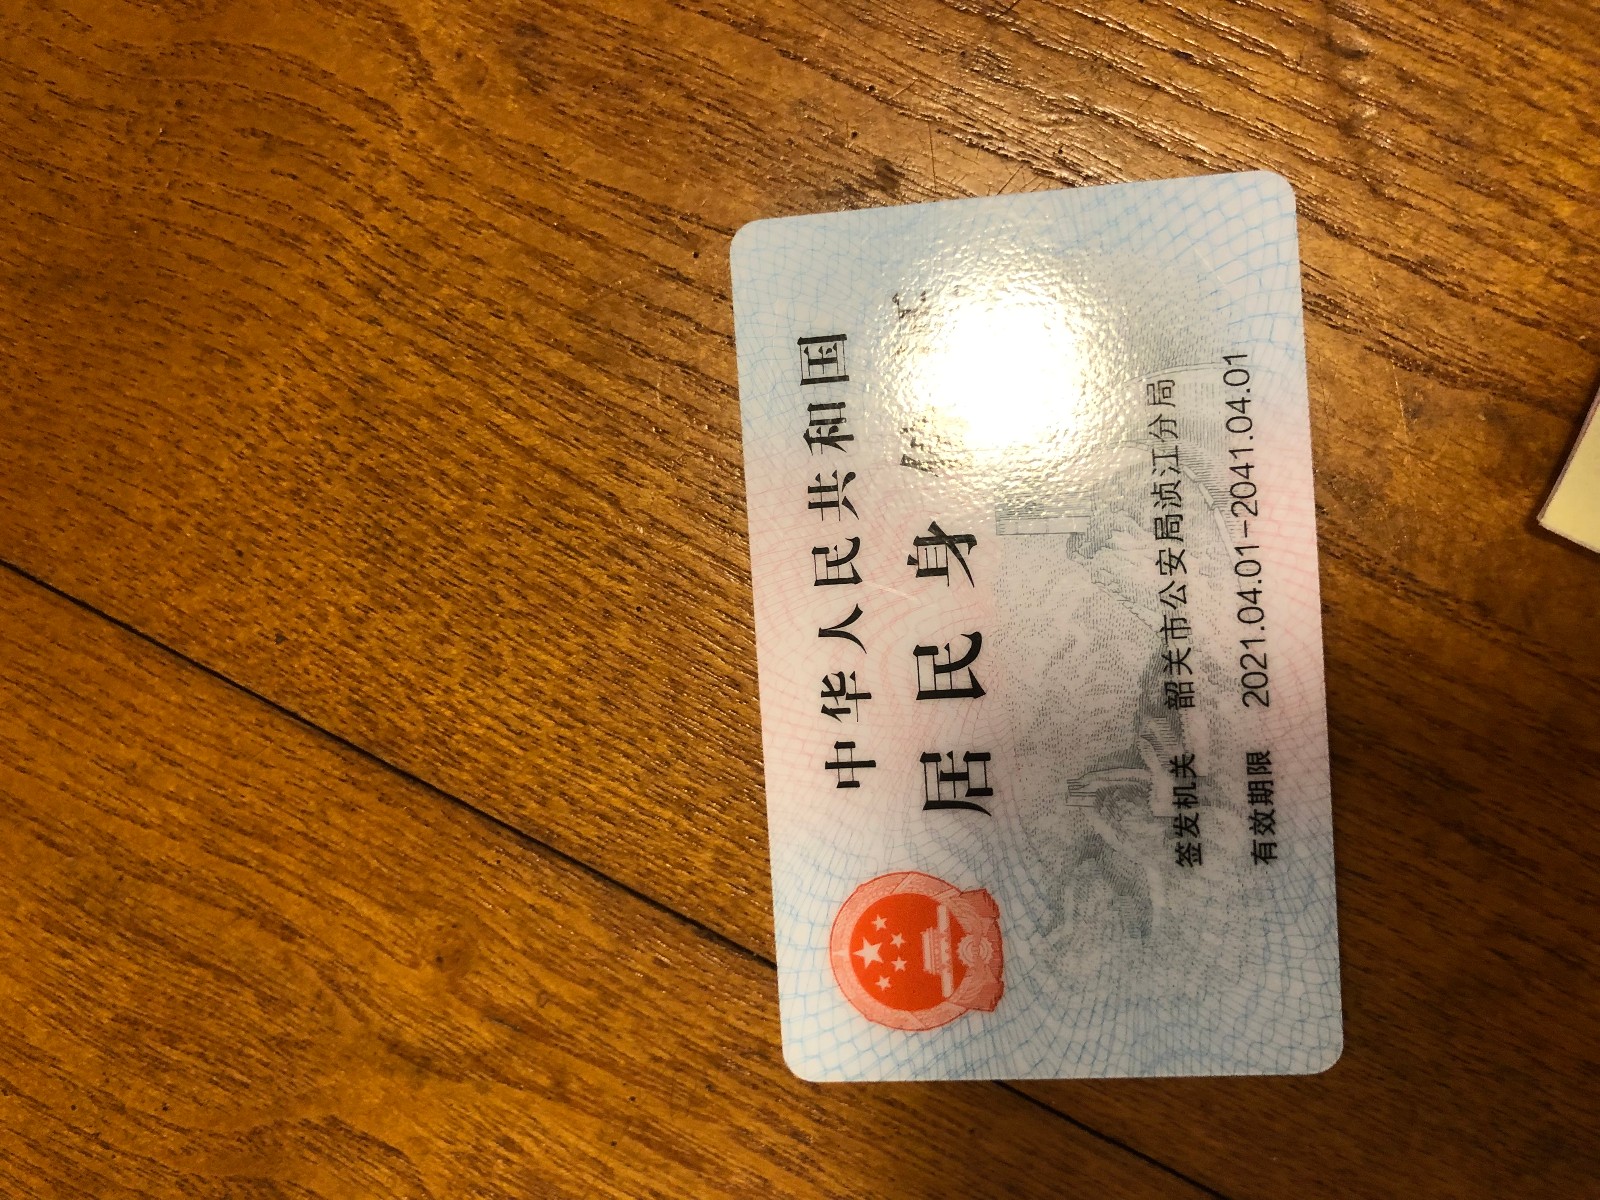 中华人民共和国
居民身
签发机关 韶关市公安局浈江分局
有效期限 2021.04.01-2041.04.01